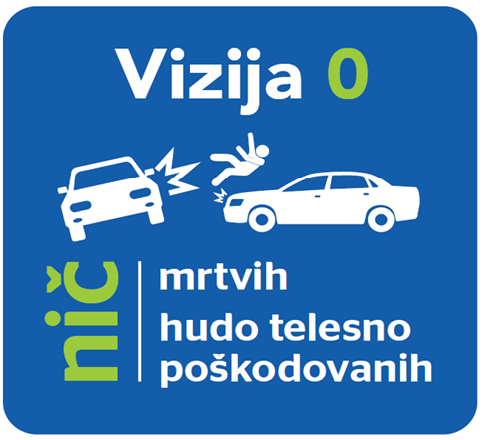 Vizija 0
nič
mrtvih
hudo telesno
poškodovanih